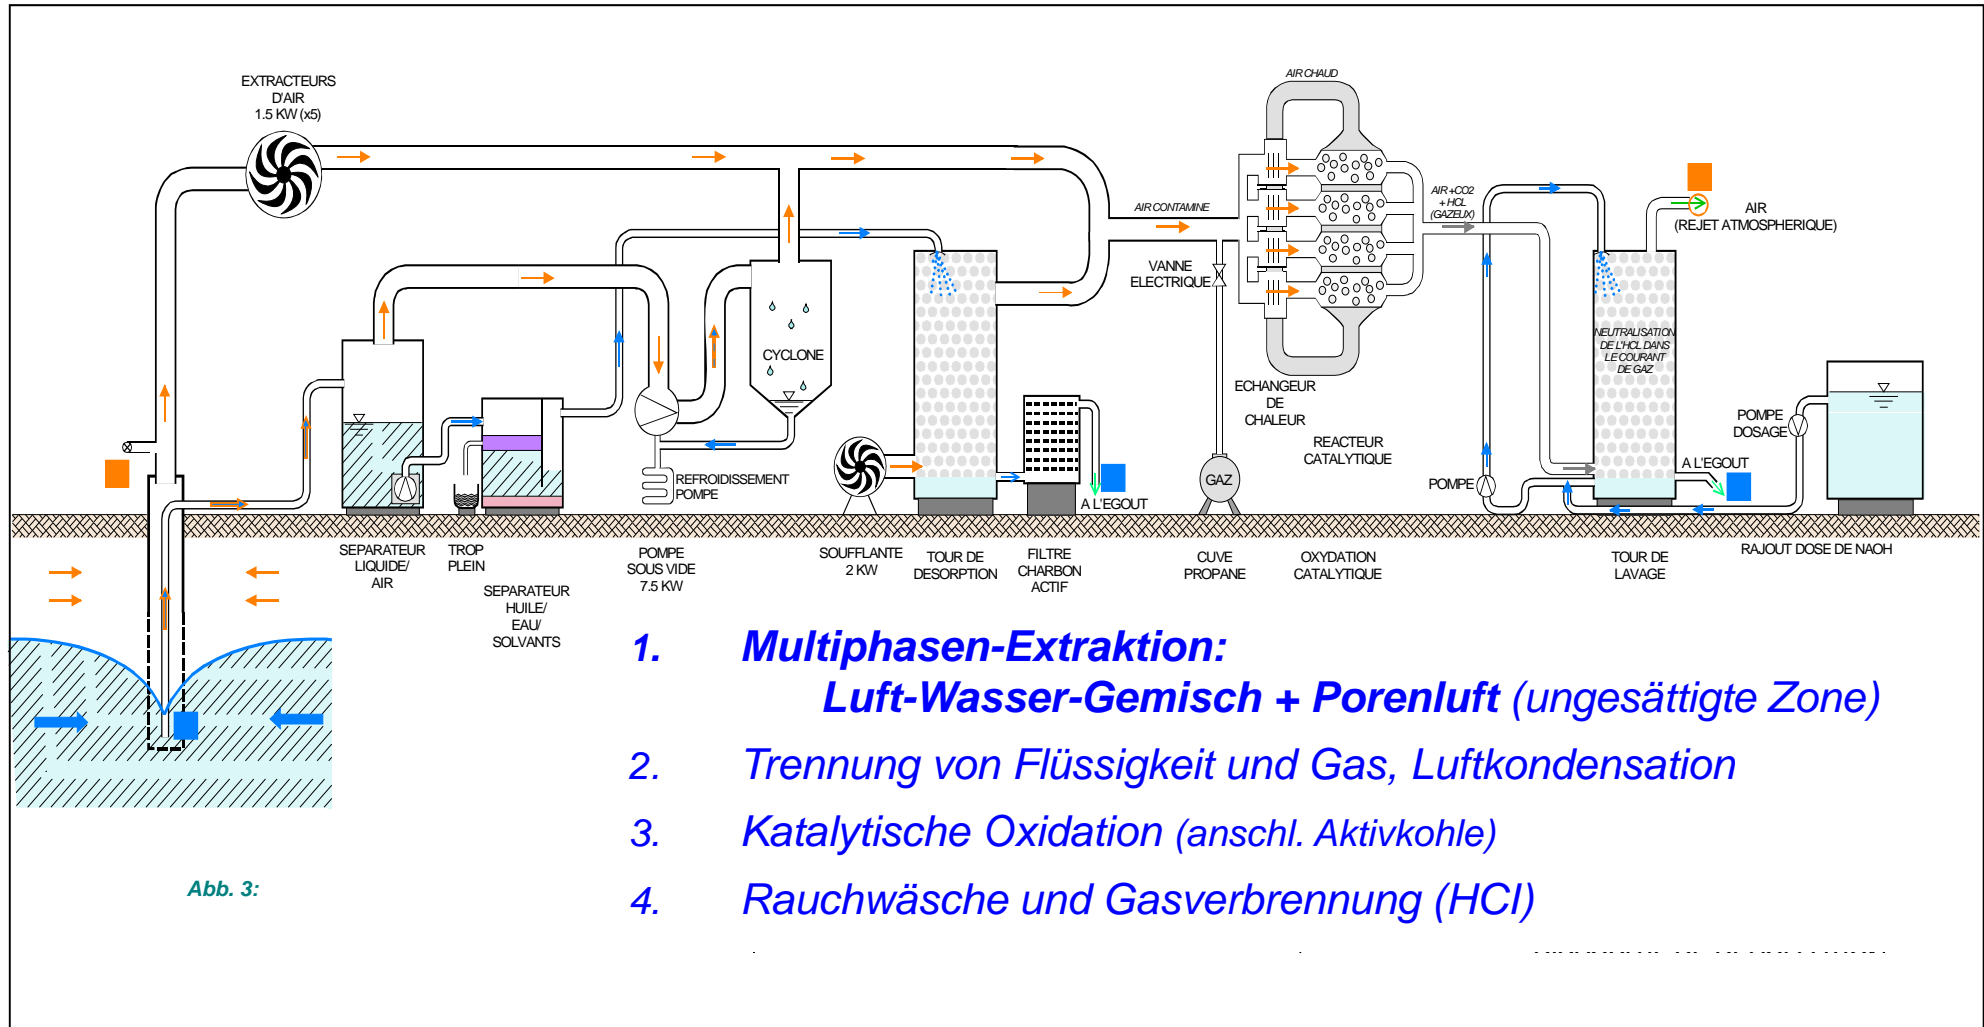 EXTRACTEURS
D'AIR
1.5 KW (x5)
AIR CHAUD
AIR CONTAMINE
AIR +CO2
+ HCL
(GAZEUX)
AIR
(REJET ATMOSPHERIQUE)
VANNE
ELECTRIQUE
CYCLONE
NEUTRALISATION
DE L'HCL DANS
LE COURANT
DE GAZ
ECHANGEUR
DE
CHALEUR
REACTEUR
CATALYTIQUE
POMPE
DOSAGE
REFROIDISSEMENT
POMPE
A L'EGOUT
GAZ
POMPE
A L'EGOUT
SEPARATEUR
LIQUIDE/
AIR
TROP
PLEIN
SEPARATEUR
HUILE/
EAU/
SOLVANTS
POMPE
SOUS VIDE
7.5 KW
SOUFFLANTE
2 KW
TOUR DE
DESORPTION
FILTRE
CHARBON
ACTIF
CUVE
PROPANE
OXYDATION
CATALYTIQUE
TOUR DE
LAVAGE
RAJOUT DOSE DE NAOH
1. Multiphasen-Extraktion:
Luft-Wasser-Gemisch + Porenluft (ungesättigte Zone)
2. Trennung von Flüssigkeit und Gas, Luftkondensation
3. Katalytische Oxidation (anschl. Aktivkohle)
4. Rauchwäsche und Gasverbrennung (HCl)
Abb. 3: